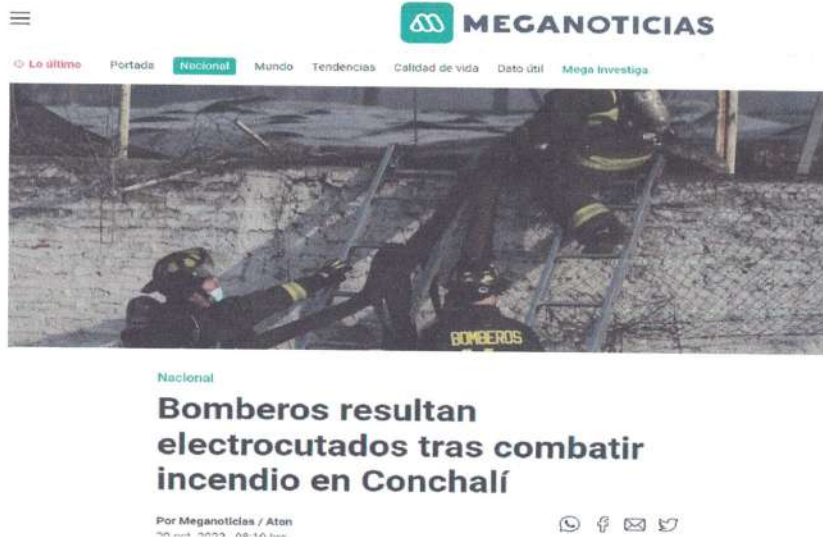 MEGANOTICIAS
Lo último Portada Nacional Mundo Tendencias Calidad de vida Dato útil Mega Investiga
BOMBEROS
Nacional
Bomberos resultan
electrocutados tras combatir
incendio en Conchalí
Por Meganoticias / Aton